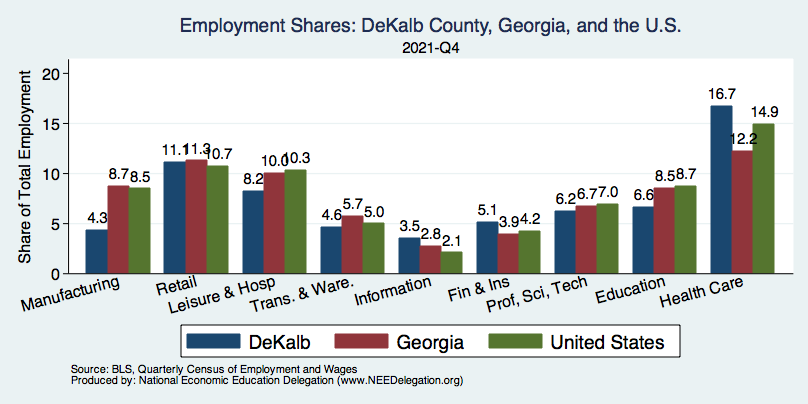 Employment Shares: DeKalb County, Georgia, and the U.S.
2021-Q4
Share of Total Employment
20
15
10
5
0
4.3 8.7 8.5
11.1 11.3 10.7
8.2 10.0 10.3
4.6 5.7 5.0
3.5 2.8 2.1
5.1 3.9 4.2
6.2 6.7 7.0
6.6 8.5 8.7
16.7 12.2 14.9
Manufacturing
Retail
Leisure & Hosp
Trans. & Ware.
Information
Fin & Ins
Prof, Sci, Tech
Education
Health Care
DeKalb Georgia United States
Source: BLS, Quarterly Census of Employment and Wages
Produced by: National Economic Education Delegation (www.NEEDelegation.org)